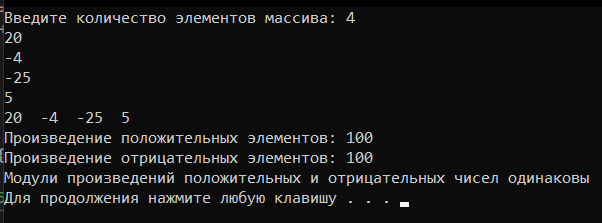 Введите количество элементов массива: 4
20
-4
-25
5
20  -4  -25  5
Произведение положительных элементов: 100
Произведение отрицательных элементов: 100
Модули произведений положительных и отрицательных чисел одинаковы
Для продолжения нажмите любую клавишу . . .